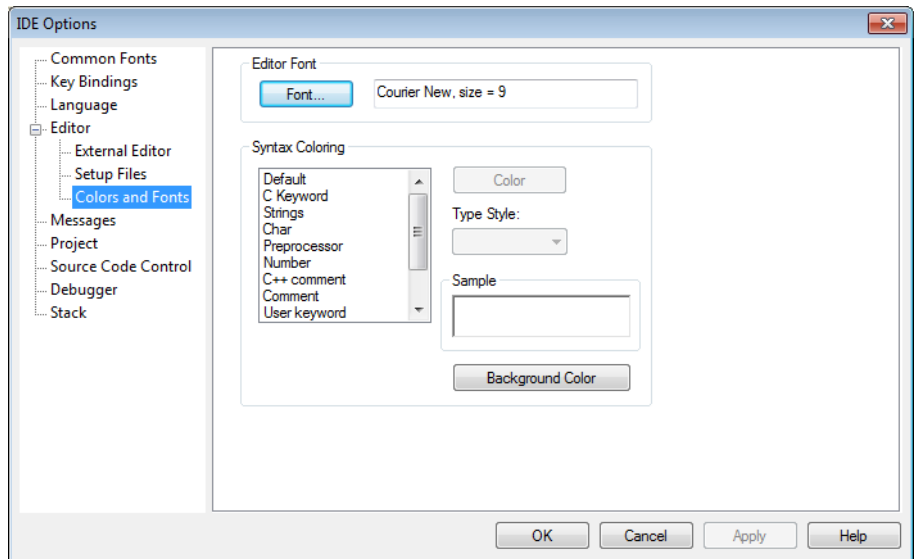 IDE Options
Common Fonts
Key Bindings
Language
Editor
External Editor
Setup Files
Colors and Fonts
Messages
Project
Source Code Control
Debugger
Stack
Editor Font
Font...
Courier New, size = 9
Syntax Coloring
Default
C Keyword
Strings
Char
Preprocessor
Number
C++ comment
Comment
User keyword
Color
Type Style:
Sample
Background Color
OK
Cancel
Apply
Help